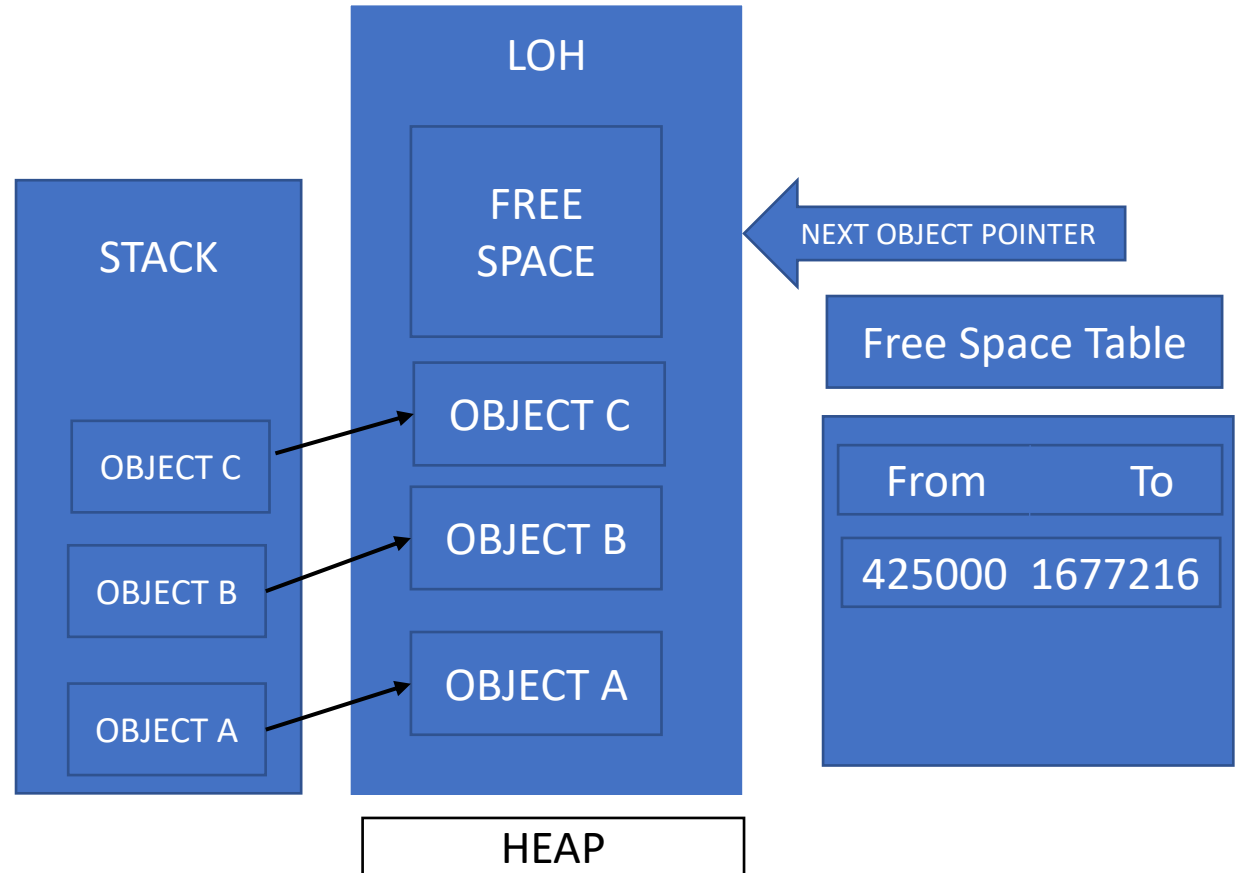 STACK
OBJECT C
OBJECT B
OBJECT A
LOH
FREE
SPACE
OBJECT C
OBJECT B
OBJECT A
HEAP
NEXT OBJECT POINTER
Free Space Table
From To
425000 1677216